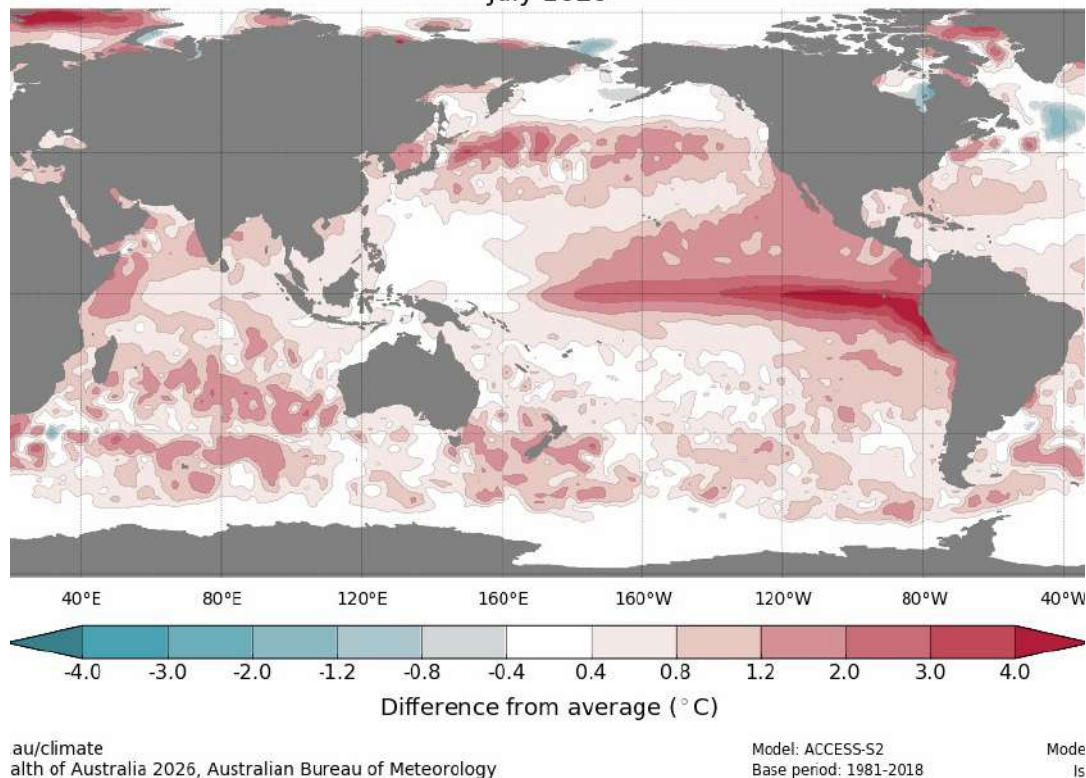 40°E 80°E 120°E 160°E 160°W 120°W 80°W 40°W
-4.0 -3.0 -2.0 -1.2 -0.8 -0.4 0.4 0.8 1.2 2.0 3.0 4.0
Difference from average (°C)
au/climate
alth of Australia 2026, Australian Bureau of Meteorology
Model: ACCESS-S2
Base period: 1981-2018
Mode
Is